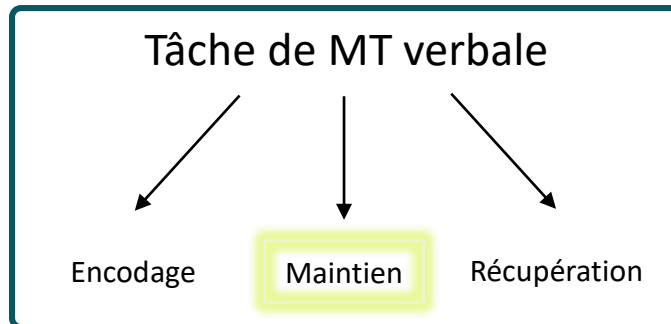 Tâche de MT verbale
Encodage
Maintien
Récupération